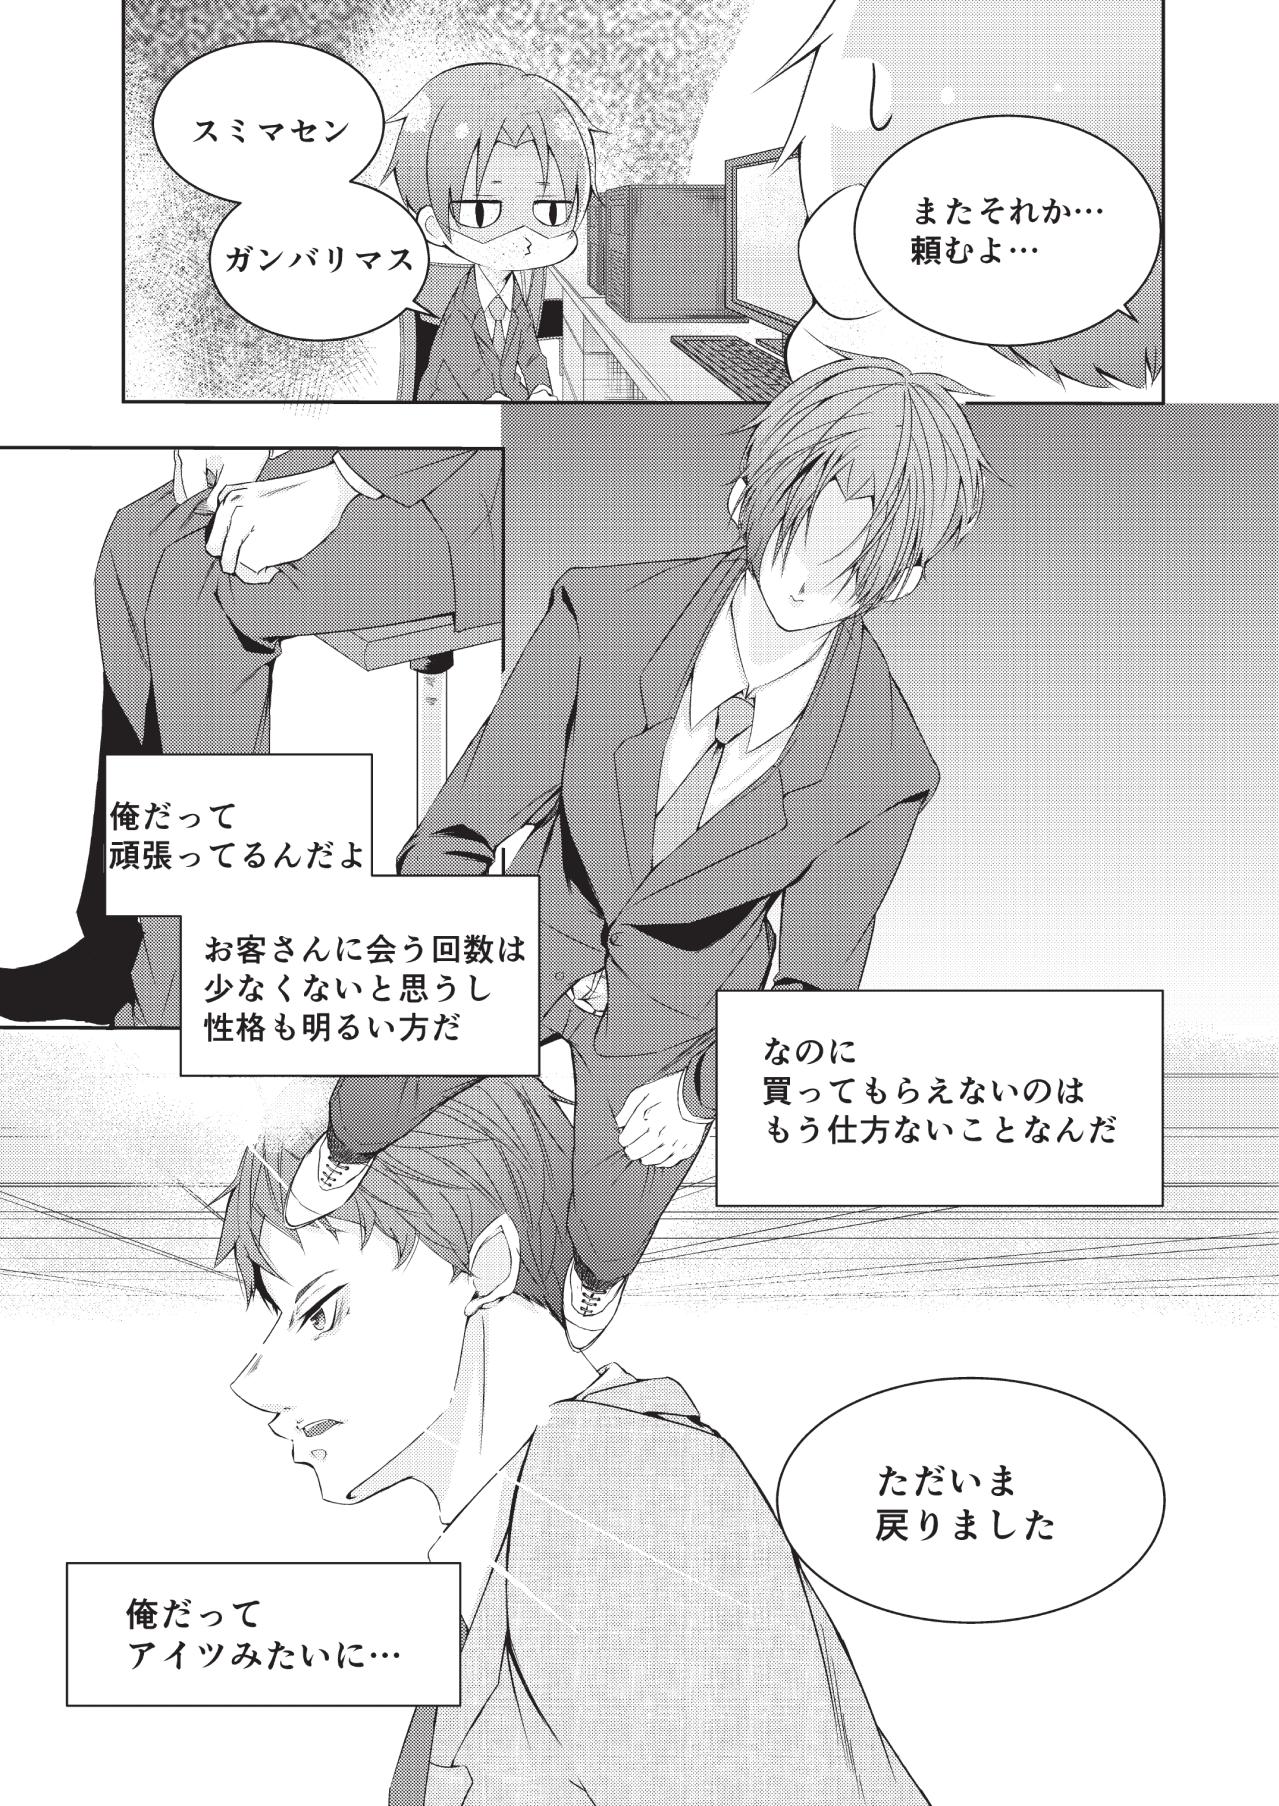 またそれか…
頼むよ…
スミマセン
ガンバリマス
俺だって
頑張ってるんだよ
お客さんに会う回数は
少なくないと思うし
性格も明るい方だ
なのに
買ってもらえないのは
もう仕方ないことなんだ
ただいま
戻りました
俺だって
アイツみたいに…